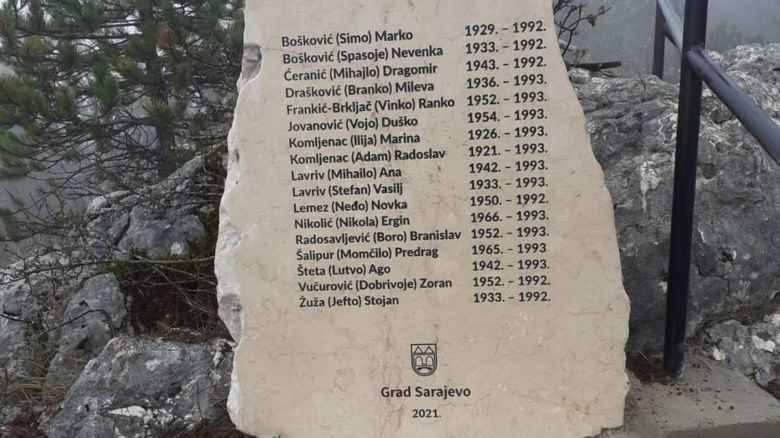 Bošković (Simo) Marko 1929. – 1992.
Bošković (Spasoje) Nevenka 1933. – 1992.
Ćeranić (Mihajlo) Dragomir 1943. – 1992.
Drašković (Branko) Mileva 1936. – 1993.
Frankić-Brkljač (Vinko) Ranko 1952. – 1993.
Jovanović (Vojo) Duško 1954. – 1993.
Komljenac (Ilija) Marina 1926. – 1993.
Komljenac (Adam) Radoslav 1921. – 1993.
Lavriv (Mihailo) Ana 1942. – 1993.
Lavriv (Stefan) Vasilj 1933. – 1993.
Lemez (Neđo) Novka 1950. – 1992.
Nikolić (Nikola) Ergin 1966. – 1993.
Radosavljević (Boro) Branislav 1952. – 1993.
Šalipur (Momčilo) Predrag 1965. – 1993.
Šteta (Lutvo) Ago 1942. – 1993.
Vučurović (Dobrivoje) Zoran 1952. – 1993.
Žuža (Jefto) Stojan 1933. – 1992.
Grad Sarajevo
2021.